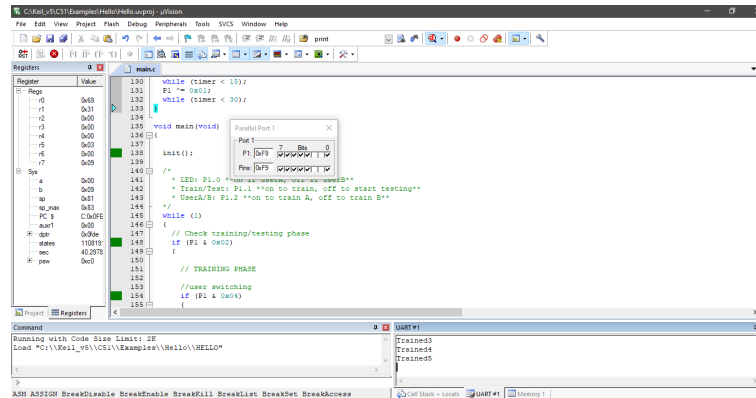 C:\Keil_v5\C51\Examples\Hello\Hello.uvproj - µVision
File Edit View Project Flash Debug Peripherals Tools SVCS Window Help
print
RST
Registers
main.c
Register Value
Regs
r0 0x69
r1 0x31
r2 0x00
r3 0x00
r4 0x00
r5 0x03
r6 0x00
r7 0x09
Sys
a 0x00
b 0x09
sp 0x81
sp_max 0x83
PC $ C:0x0FE
auxr1 0x00
dptr 0x0fde
states 110819
sec 40.2978
psw 0xc0
130 while (timer < 15);
131 P1 ^= 0x01;
132 while (timer < 30);
133 }
134
135 void main(void)
136 {
137
138 init();
139
140 /*
141 * LED: P1.0 userB**
142 * Train/Test: P1.1 **on to train, off to start testing**
143 * UserA/B: P1.2 **on to train A, off to train B**
144 */
145 while (1)
146 {
147 // Check training/testing phase
148 if (P1 & 0x02)
149 {
150
151 // TRAINING PHASE
152
153 //user switching
154 if (P1 & 0x04)
155 {
Parallel Port 1
Port 1
7 Bits 0
P1: 0xF9
Pins: 0xF9
Project Registers
Command
Running with Code Size Limit: 2K
Load "C:\\Keil_v5\\C51\\Examples\\Hello\\HELLO"
>
ASM ASSIGN BreakDisable BreakEnable BreakKill BreakList BreakSet BreakAccess
UART #1
Trained3
Trained4
Trained5
Call Stack + Locals UART #1 Memory 1